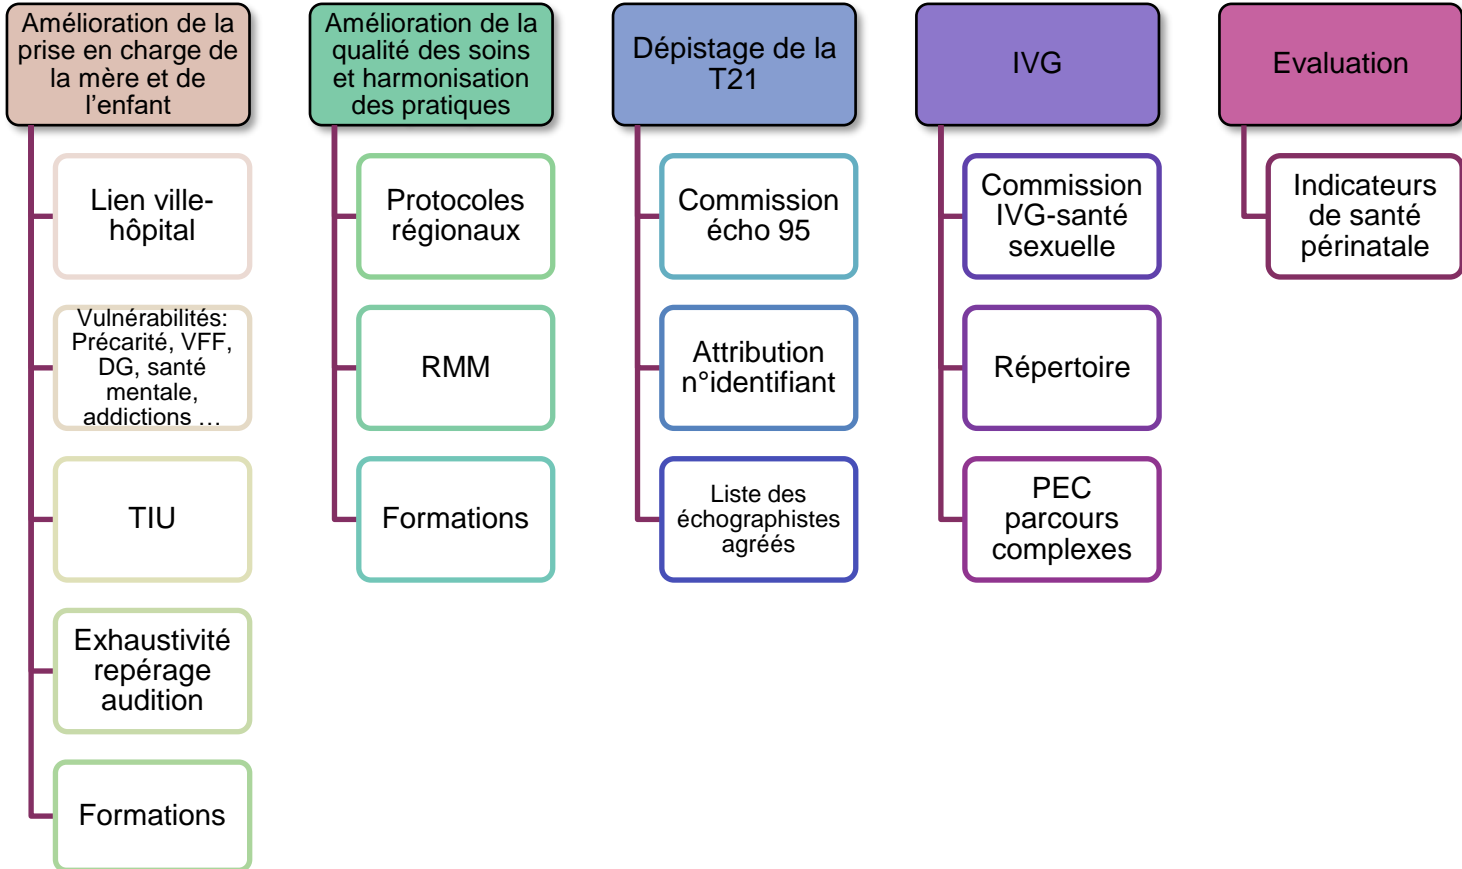 Amélioration de la
prise en charge de
la mère et de
l'enfant
Lien ville-
hôpital
Vulnérabilités:
Précarité, VFF,
DG, santé
mentale,
addictions …
TIU
Exhaustivité
repérage
audition
Formations
Amélioration de la
qualité des soins
et harmonisation
des pratiques
Protocoles
régionaux
RMM
Formations
Dépistage de la
T21
Commission
écho 95
Attribution
n°identifiant
Liste des
échographistes
agréés
IVG
Commission
IVG-santé
sexuelle
Répertoire
PEC
parcours
complexes
Evaluation
Indicateurs
de santé
périnatale